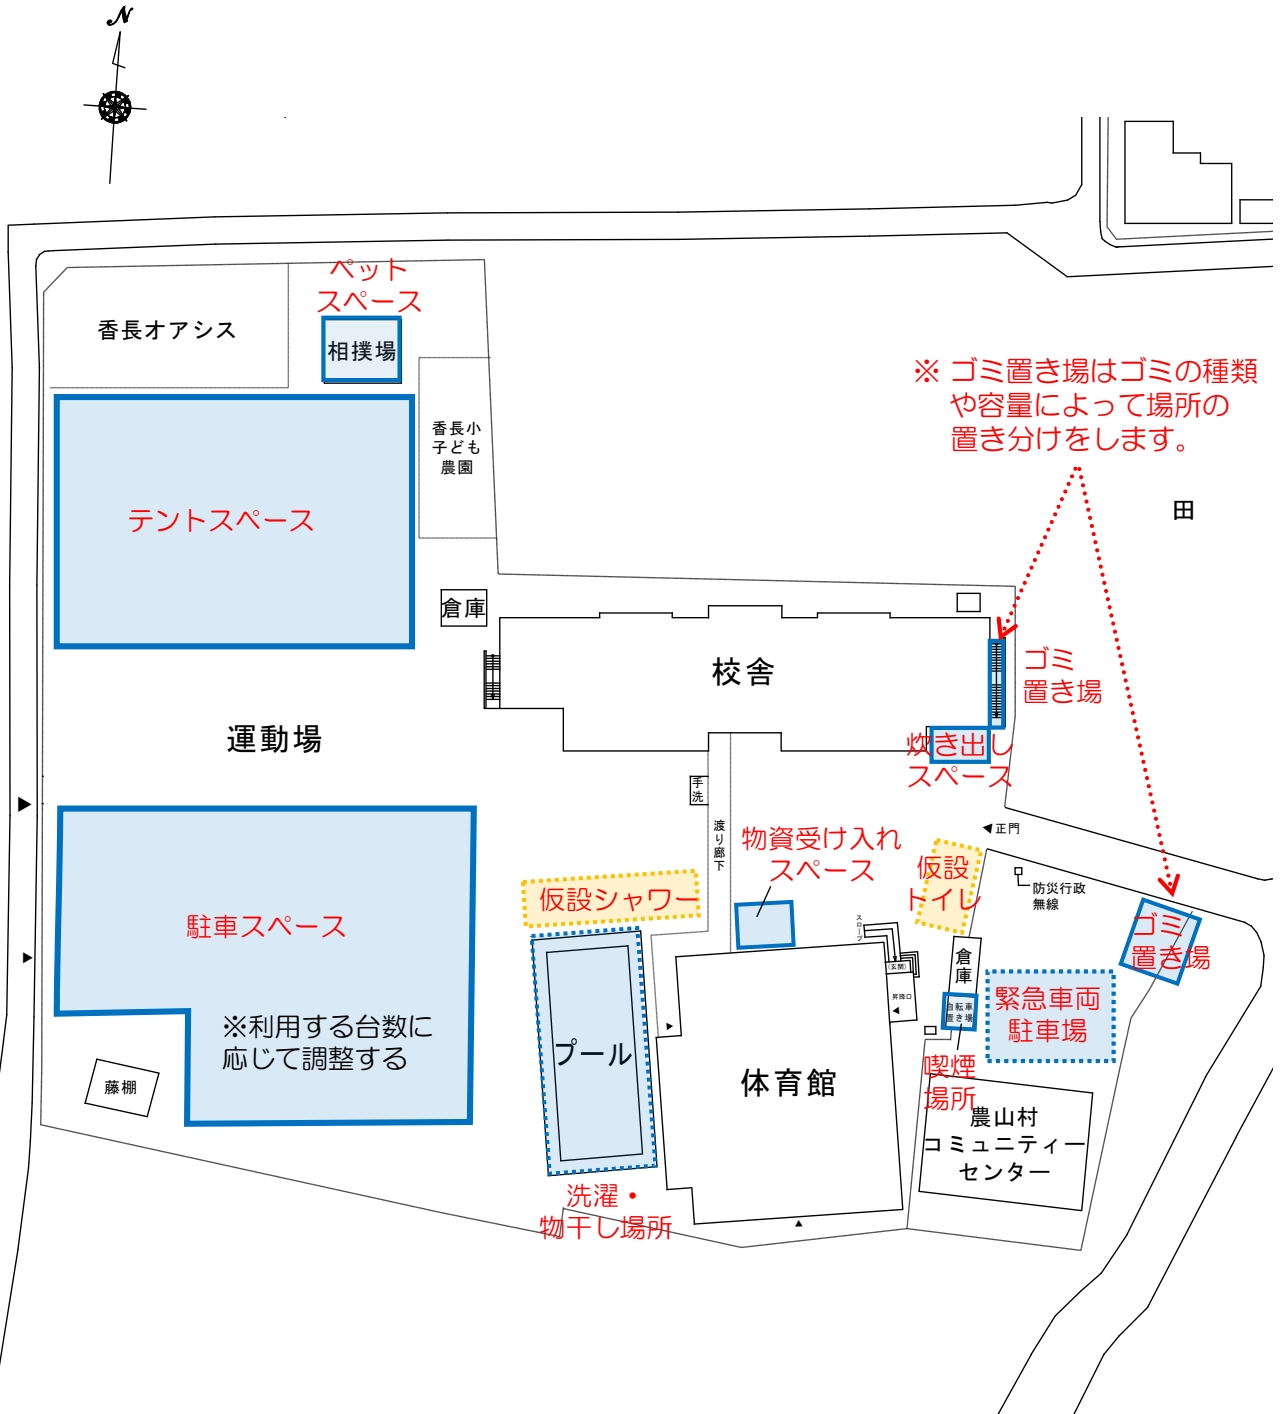 N
ペット
スペース
香長オアシス
相撲場
※ ゴミ置き場はゴミの種類
や容量によって場所の
置き分けをします。
香長小
子ども
農園
テントスペース
田
倉庫
校舎
ゴミ
置き場
運動場
炊き出し
スペース
手洗
渡り廊下
物資受け入れ
スペース
正門
仮設
トイレ
防災行政
無線
仮設シャワー
駐車スペース
スロープ
ゴミ
置き場
倉庫
(玄関)
昇降口
自転車
置き場
緊急車両
駐車場
※利用する台数に
応じて調整する
プール
体育館
喫煙
場所
藤棚
農山村
コミュニティー
センター
洗濯・
物干し場所